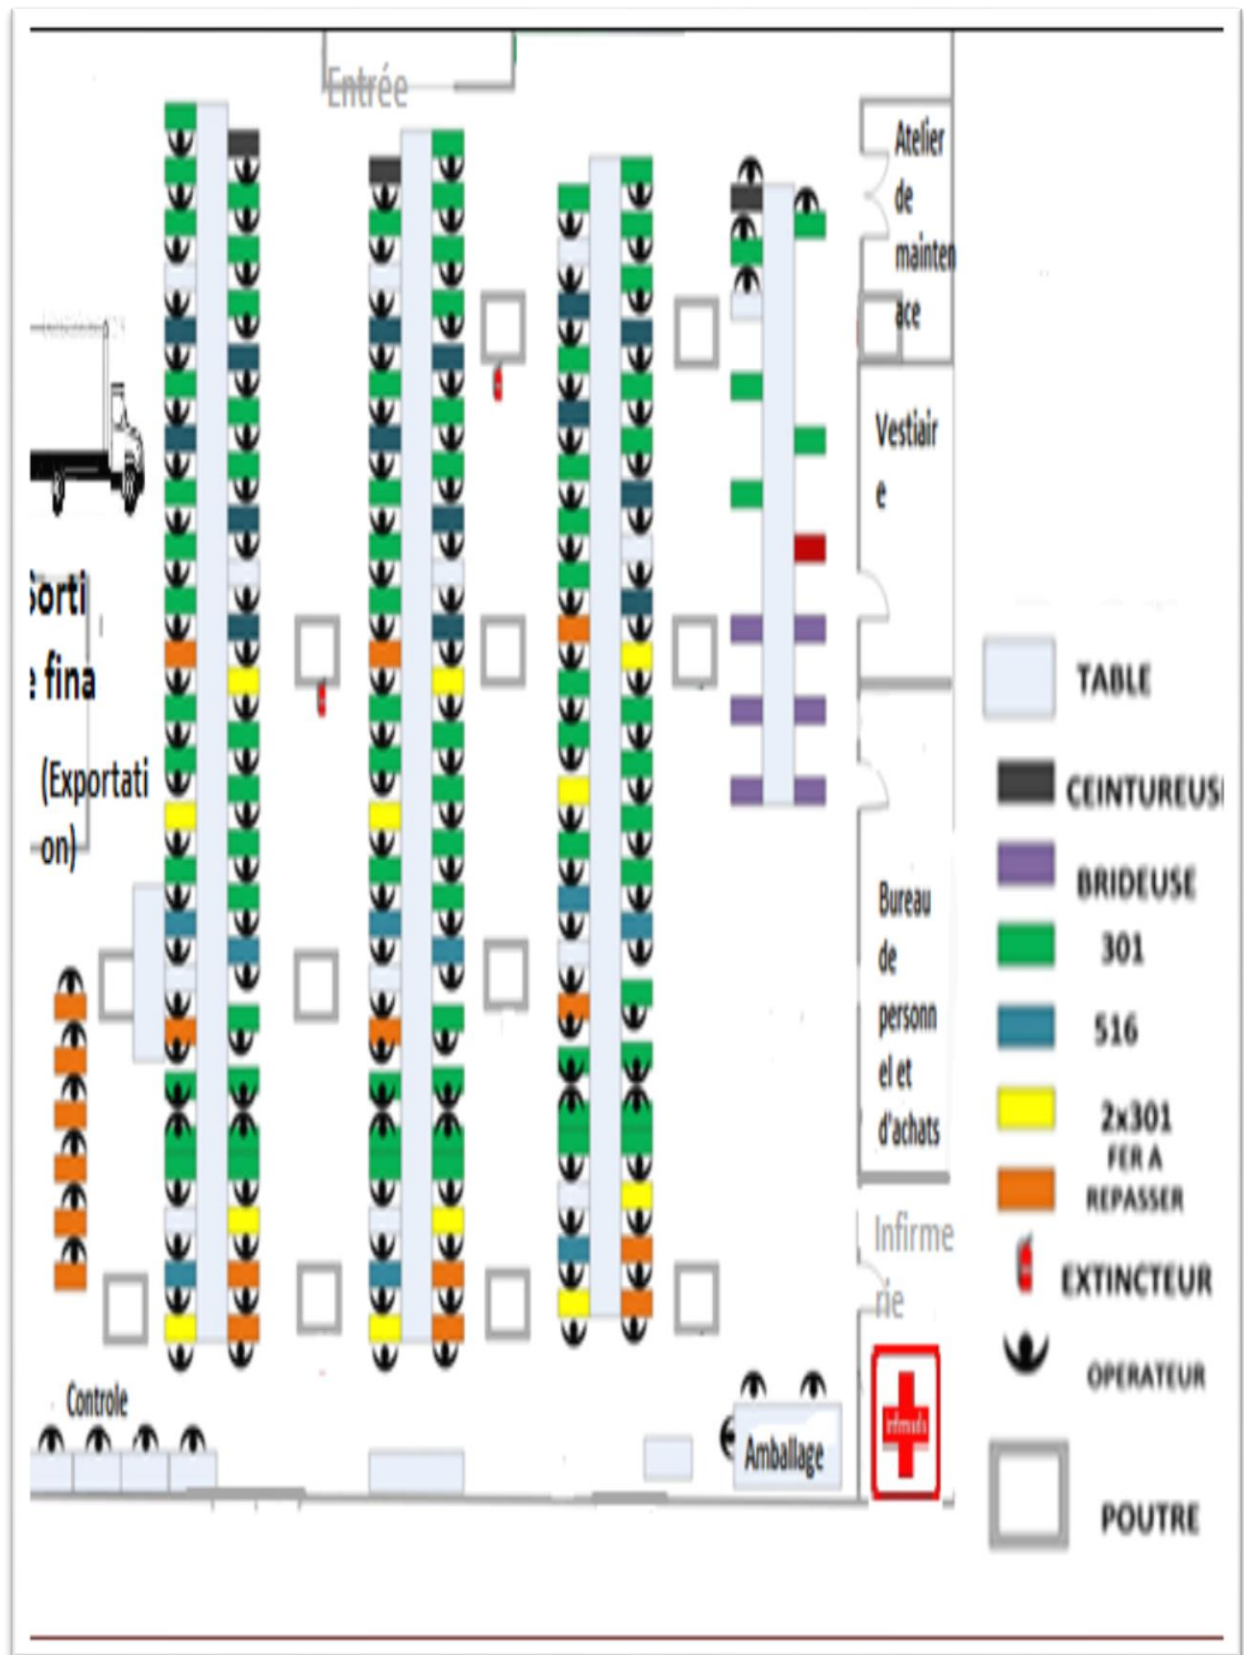 Entrée
Atelier
de
mainten
ace
Vestiair
e
Sorti
e fina
(Exportati
on)
Bureau
de
personn
el et
d'achats
Infirme
rie
Controle
Amballage
TABLE
CEINTUREUSE
BRIDEUSE
301
516
2x301
FER A
REPASSER
EXTINCTEUR
OPERATEUR
POUTRE